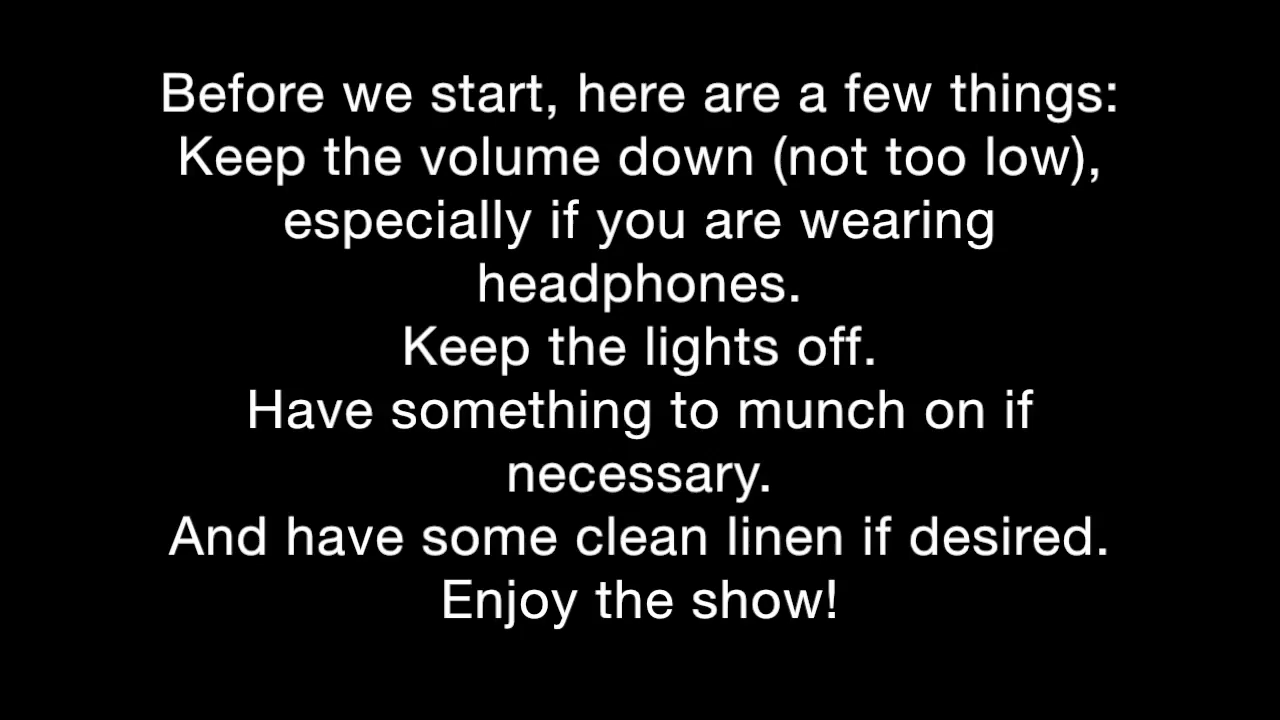 Before we start, here are a few things:
Keep the volume down (not too low),
especially if you are wearing
headphones.
Keep the lights off.
Have something to munch on if
necessary.
And have some clean linen if desired.
Enjoy the show!